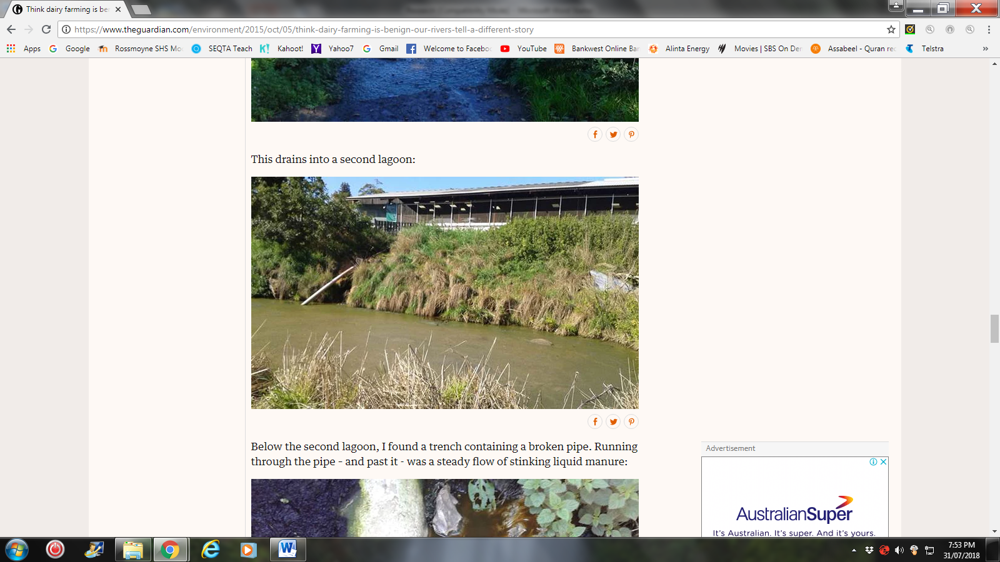 Think dairy farming is be
https://www.theguardian.com/environment/2015/oct/05/think-dairy-farming-is-benign-our-rivers-tell-a-different-story
Apps Google Rossmoyne SHS Mo SEQTA Teach Kahoot! Yahoo7 Gmail Welcome to Facebo YouTube Bankwest Online Ba Alinta Energy Movies | SBS On De Assabeel - Quran rec Telstra »
This drains into a second lagoon:
Below the second lagoon, I found a trench containing a broken pipe. Running
through the pipe – and past it - was a steady flow of stinking liquid manure:
Advertisement
AustralianSuper
It's Australian. It's super. And it's yours.
7:53 PM
31/07/2018